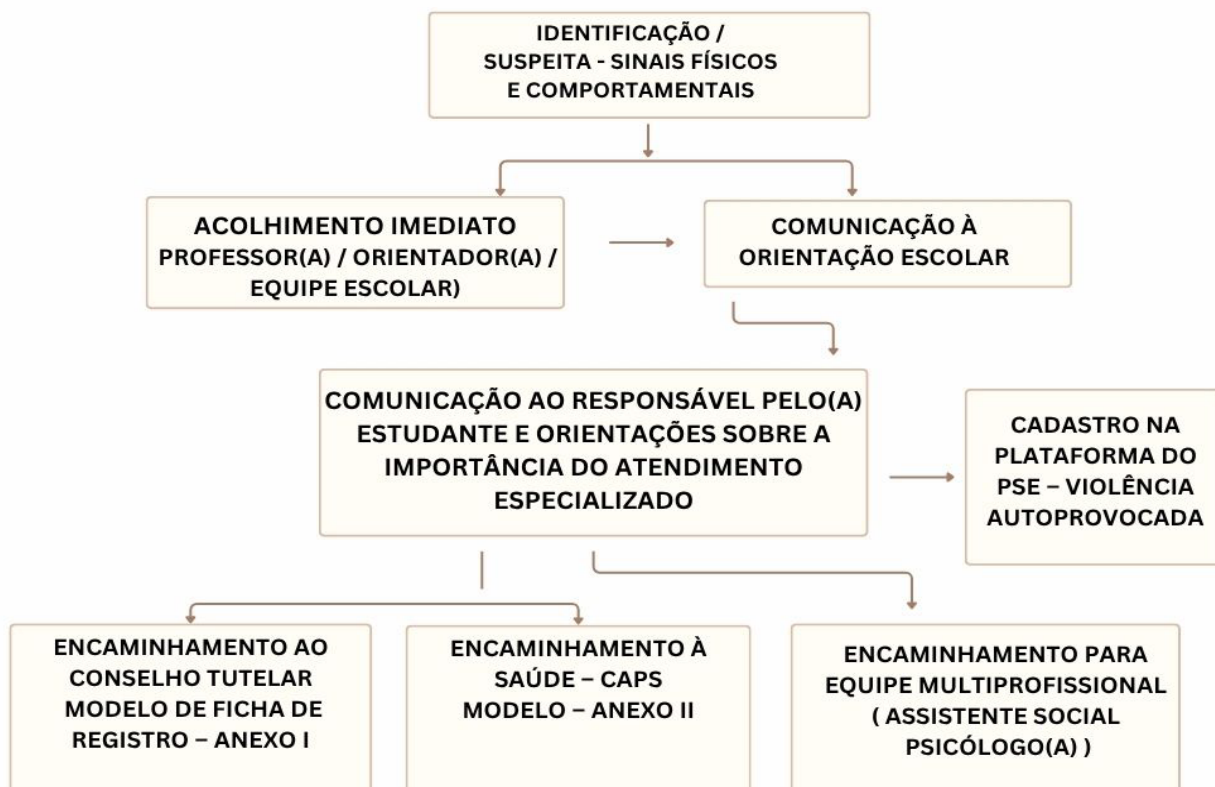 IDENTIFICAÇÃO /
SUSPEITA - SINAIS FÍSICOS
E COMPORTAMENTAIS
ACOLHIMENTO IMEDIATO
PROFESSOR(A) / ORIENTADOR(A) /
EQUIPE ESCOLAR)
COMUNICAÇÃO À
ORIENTAÇÃO ESCOLAR
COMUNICAÇÃO AO RESPONSÁVEL PELO(A)
ESTUDANTE E ORIENTAÇÕES SOBRE A
IMPORTÂNCIA DO ATENDIMENTO
ESPECIALIZADO
CADASTRO NA
PLATAFORMA DO
PSE – VIOLÊNCIA
AUTOPROVOCADA
ENCAMINHAMENTO AO
CONSELHO TUTELAR
MODELO DE FICHA DE
REGISTRO – ANEXO I
ENCAMINHAMENTO À
SAÚDE – CAPS
MODELO – ANEXO II
ENCAMINHAMENTO PARA
EQUIPE MULTIPROFISSIONAL
( ASSISTENTE SOCIAL
PSICÓLOGO(A) )